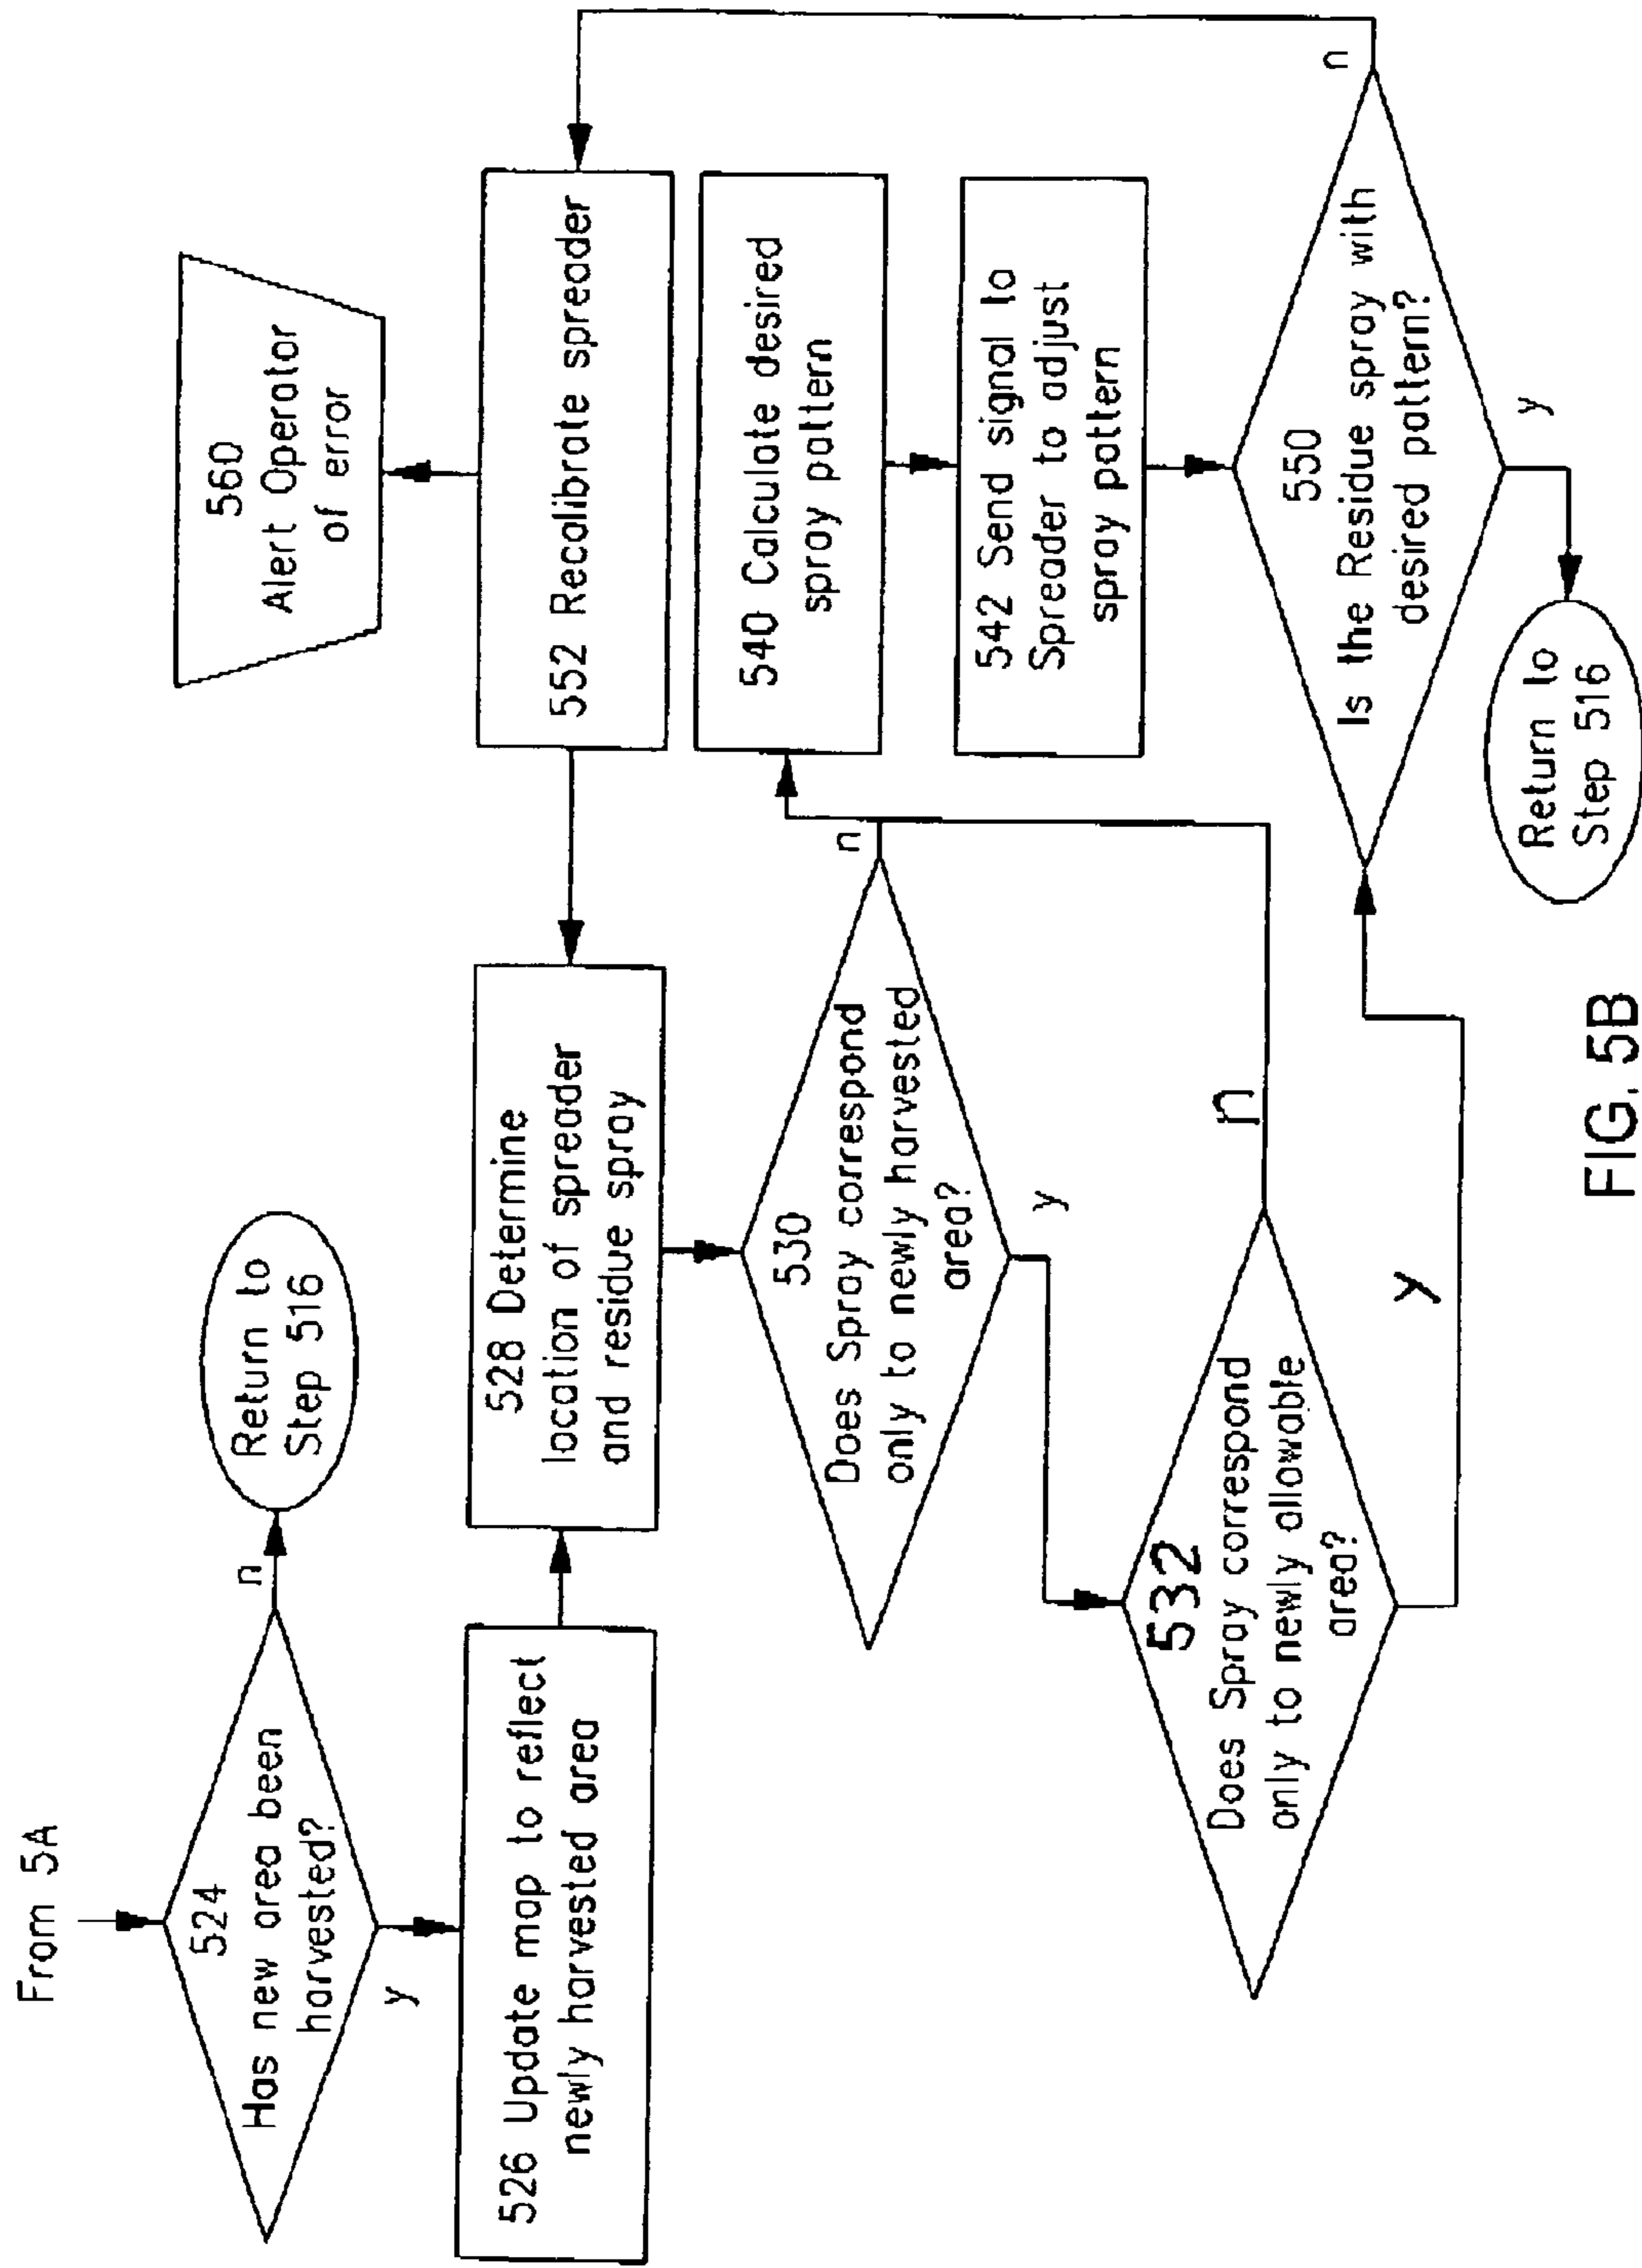 From 5A
524
Has new area been
harvested?
n
Return to
Step 516
y
526 Update map to reflect
newly harvested area
528 Determine
location of spreader
and residue spray
530
Does Spray correspond
only to newly harvested
area?
n
y
532
Does Spray correspond
only to newly allowable
area?
n
y
560
Alert Operator
of error
552 Recalibrate spreader
540 Calculate desired
spray pattern
542 Send signal to
Spreader to adjust
spray pattern
550
Is the Residue spray with
desired pattern?
n
y
Return to
Step 516
FIG. 5B